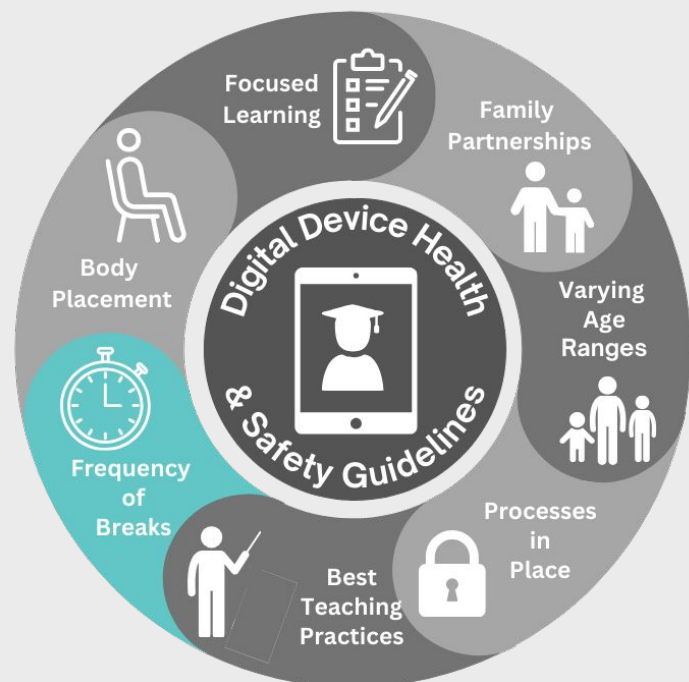 Focused
Learning
Family
Partnerships
Varying
Age
Ranges
Processes
in
Place
Best
Teaching
Practices
Frequency
of
Breaks
Body
Placement
Digital Device Health
& Safety Guidelines